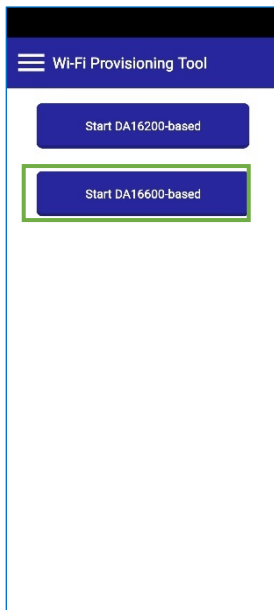 Wi-Fi Provisioning Tool
Start DA16200-based
Start DA16600-based